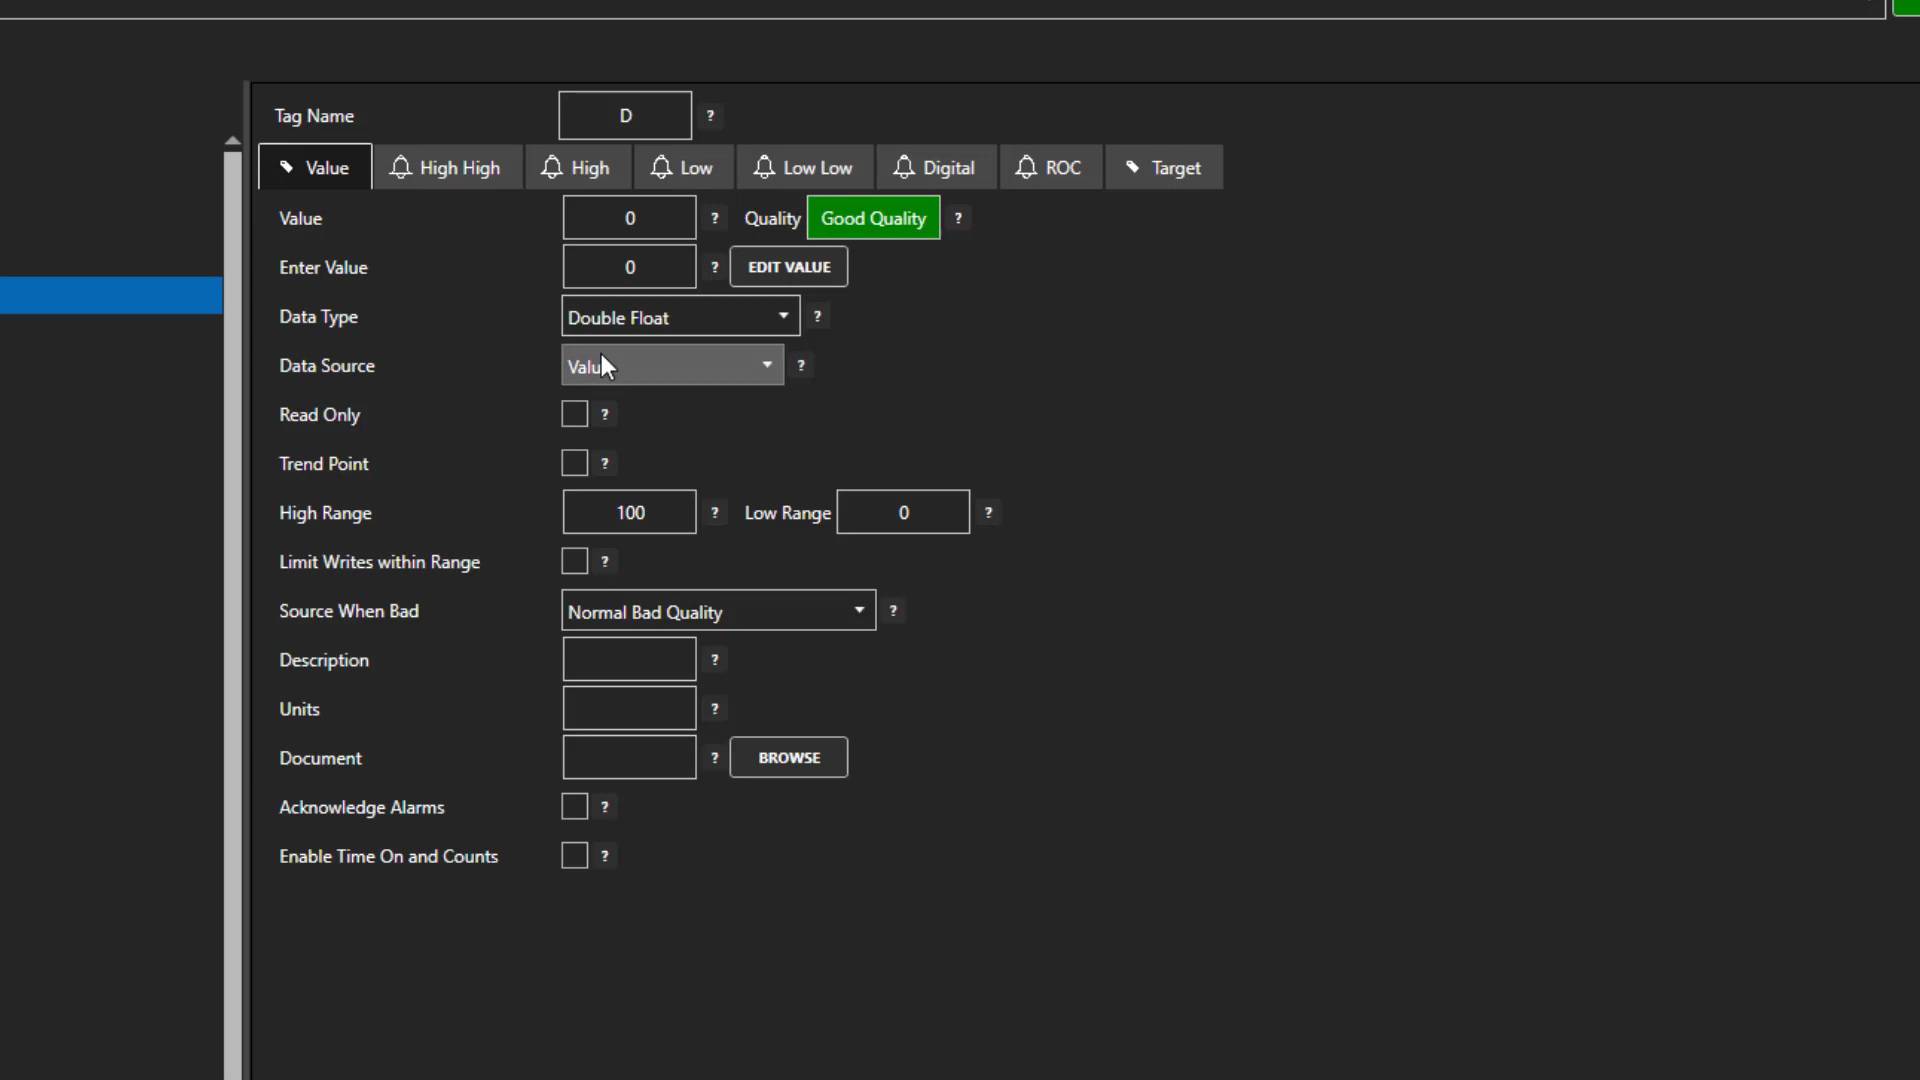 Tag Name D ?
Value High High High Low Low Low Digital ROC Target
Value 0 ? Quality Good Quality ?
Enter Value 0 ? EDIT VALUE
Data Type Double Float ?
Data Source Valu ?
Read Only ?
Trend Point ?
High Range 100 ? Low Range 0 ?
Limit Writes within Range ?
Source When Bad Normal Bad Quality ?
Description ?
Units ?
Document ? BROWSE
Acknowledge Alarms ?
Enable Time On and Counts ?